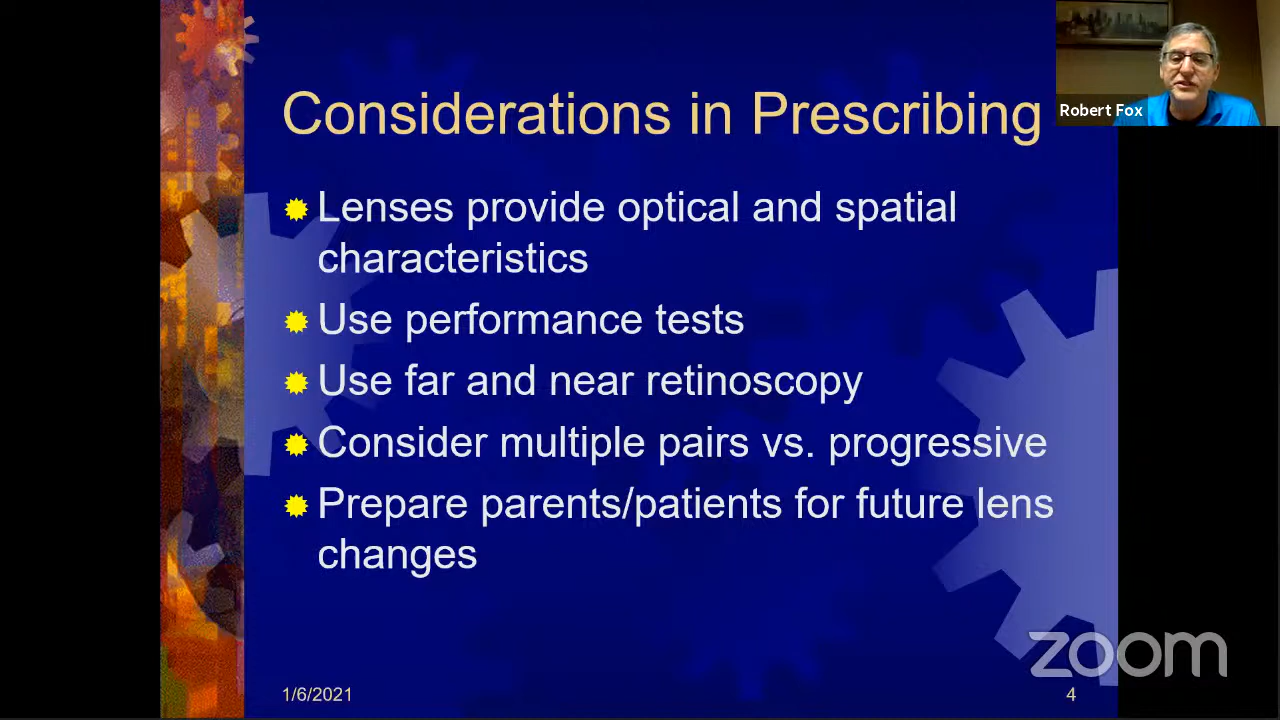 Considerations in Prescribing
Robert Fox
Lenses provide optical and spatial
characteristics
Use performance tests
Use far and near retinoscopy
Consider multiple pairs vs. progressive
Prepare parents/patients for future lens
changes
zoom
1/6/2021
4